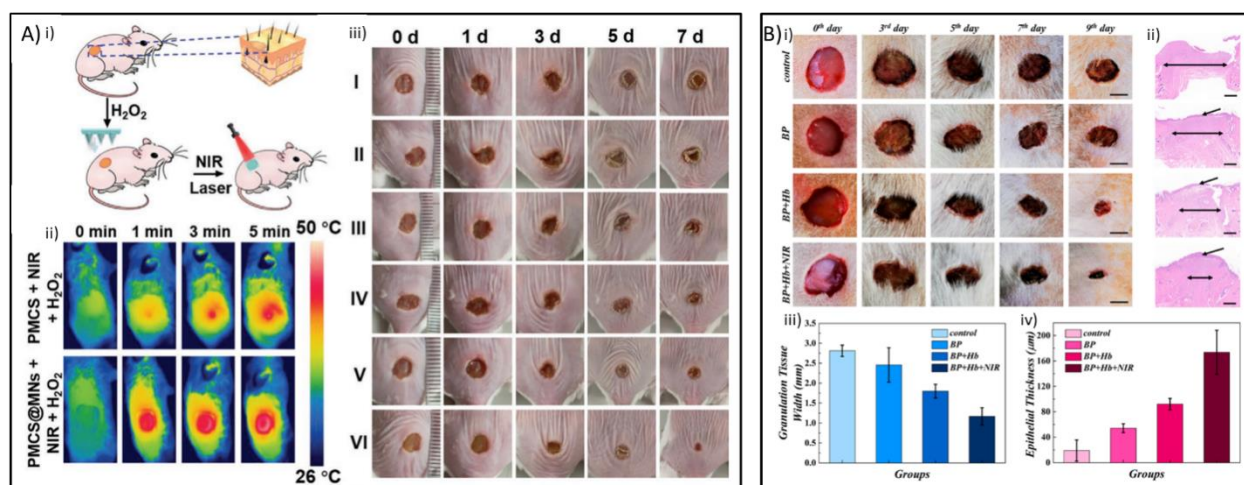 A) i)
H₂O₂
NIR
Laser
ii)
0 min 1 min 3 min 5 min
50 °C
PMCS + NIR
+ H₂O₂
PMCS@MNs +
NIR + H₂O₂
26 °C
iii)
0 d 1 d 3 d 5 d 7 d
I
II
III
IV
V
VI
B) i)
0th day 3rd day 5th day 7th day 9th day
control
BP
BP+Hb
BP+Hb+NIR
ii)
iii)
control
BP
BP+Hb
BP+Hb+NIR
Granulation Tissue
Width (mm)
3.5
3.0
2.5
2.0
1.5
1.0
0.5
0.0
Groups
iv)
control
BP
BP+Hb
BP+Hb+NIR
Epithelial Thickness (μm)
200
160
120
80
40
0
Groups